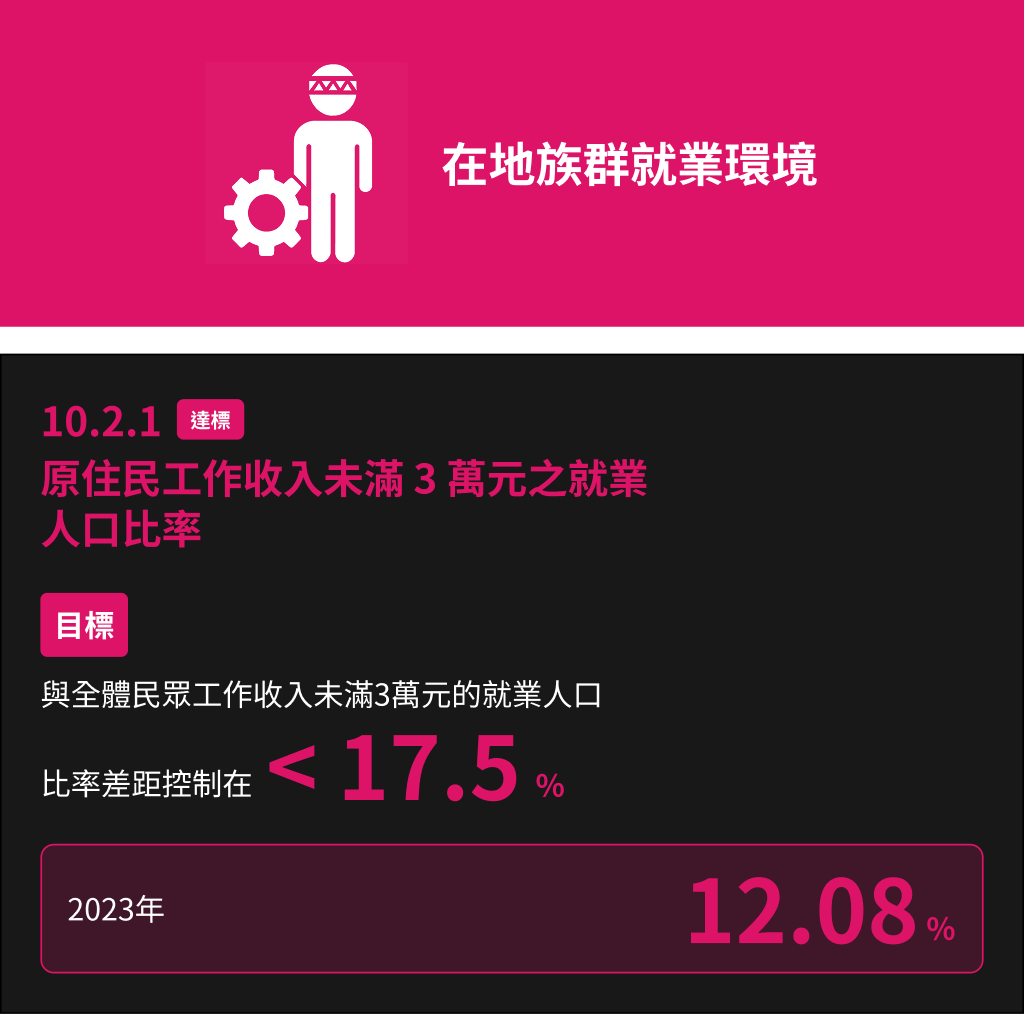 在地族群就業環境
10.2.1 達標
原住民工作收入未滿 3 萬元之就業
人口比率
目標
與全體民眾工作收入未滿3萬元的就業人口
比率差距控制在 < 17.5 %
2023年 12.08 %